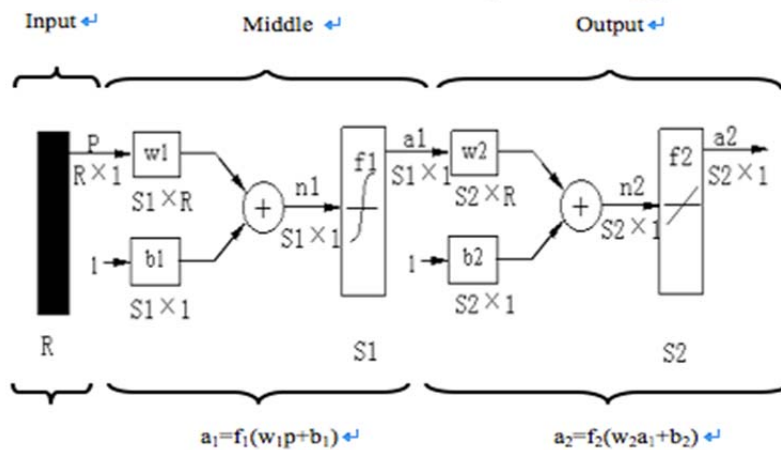 Input ↵ Middle ↵ Output ↵
p w1 f1 a1 w2 f2 a2
R×1 S1×R n1 S1×1 S2×R n2 S2×1
+ +
1 b1 S1×1 1 b2 S2×1
S1×1 S2×1
R S1 S2
a₁=f₁(w₁p+b₁) ↵ a₂=f₂(w₂a₁+b₂) ↵